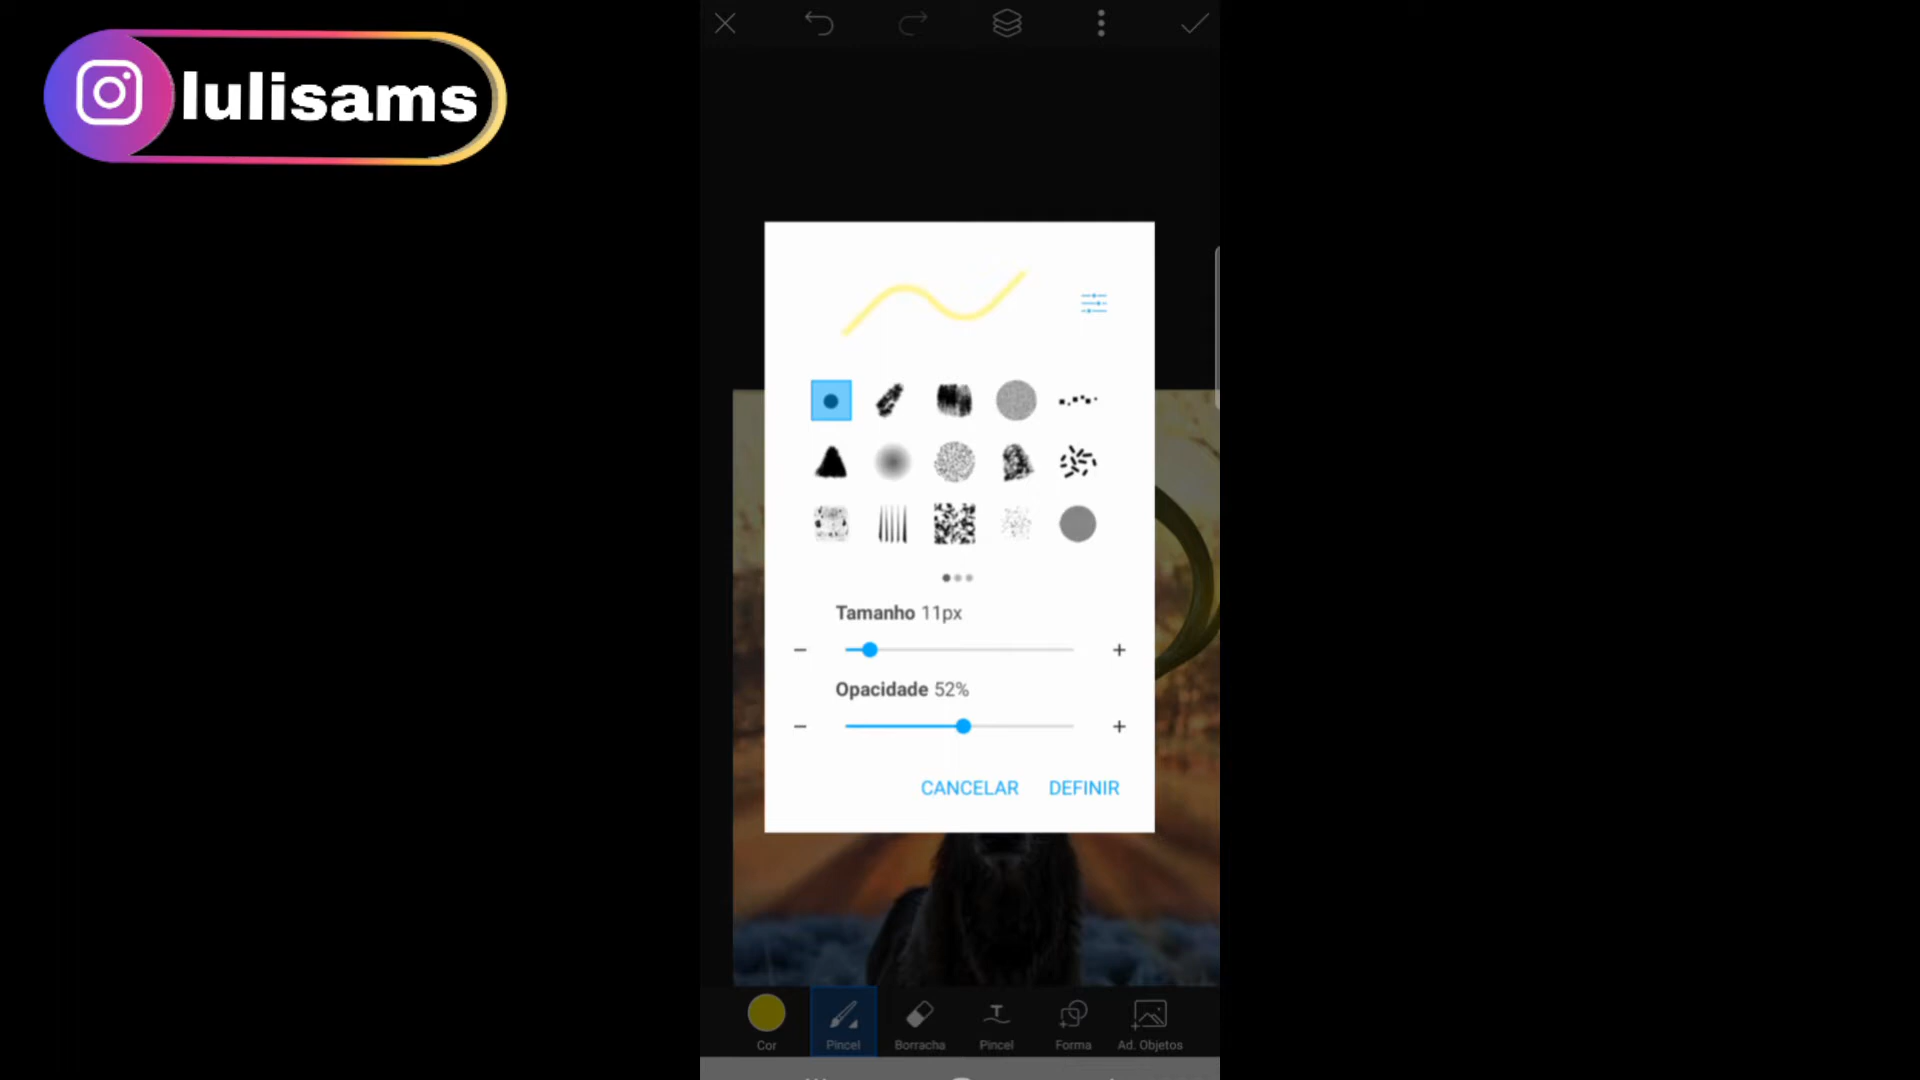 lulisams
Tamanho 11px
Opacidade 52%
CANCELAR DEFINIR
Cor Pincel Borracha Pincel Forma Ad. Objetos